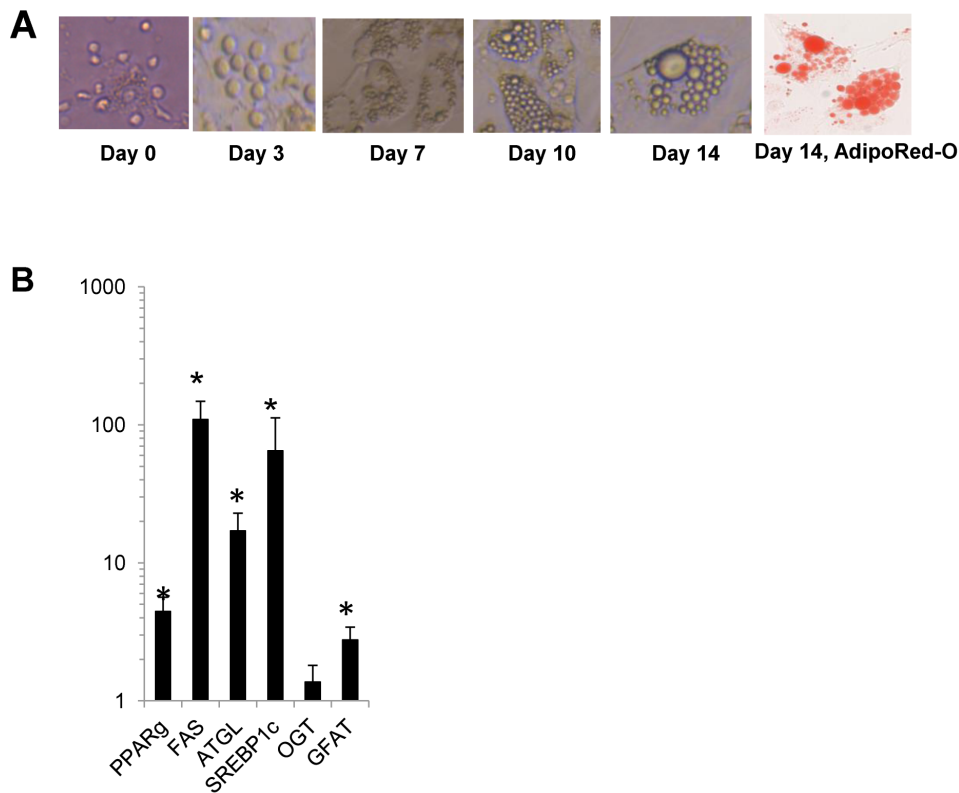 A
Day 0 Day 3 Day 7 Day 10 Day 14 Day 14, AdipoRed-O
B
1000
100
10
1
*
*
*
*
*
PPARg FAS ATGL SREBP1c OGT GFAT